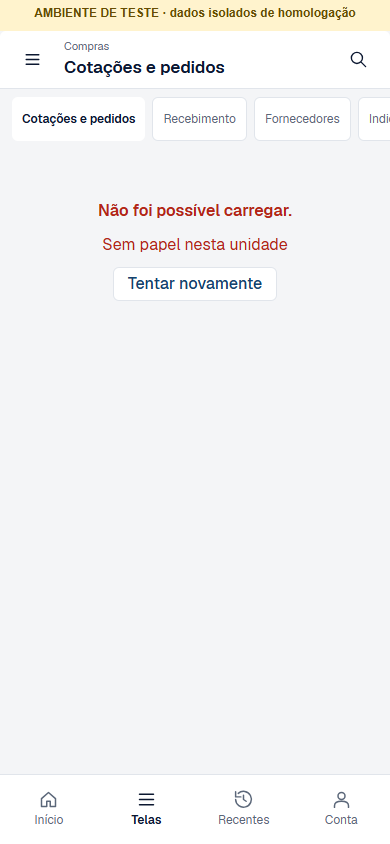 AMBIENTE DE TESTE · dados isolados de homologação
Compras
Cotações e pedidos
Cotações e pedidos
Recebimento
Fornecedores
Não foi possível carregar.
Sem papel nesta unidade
Tentar novamente
Início
Telas
Recentes
Conta